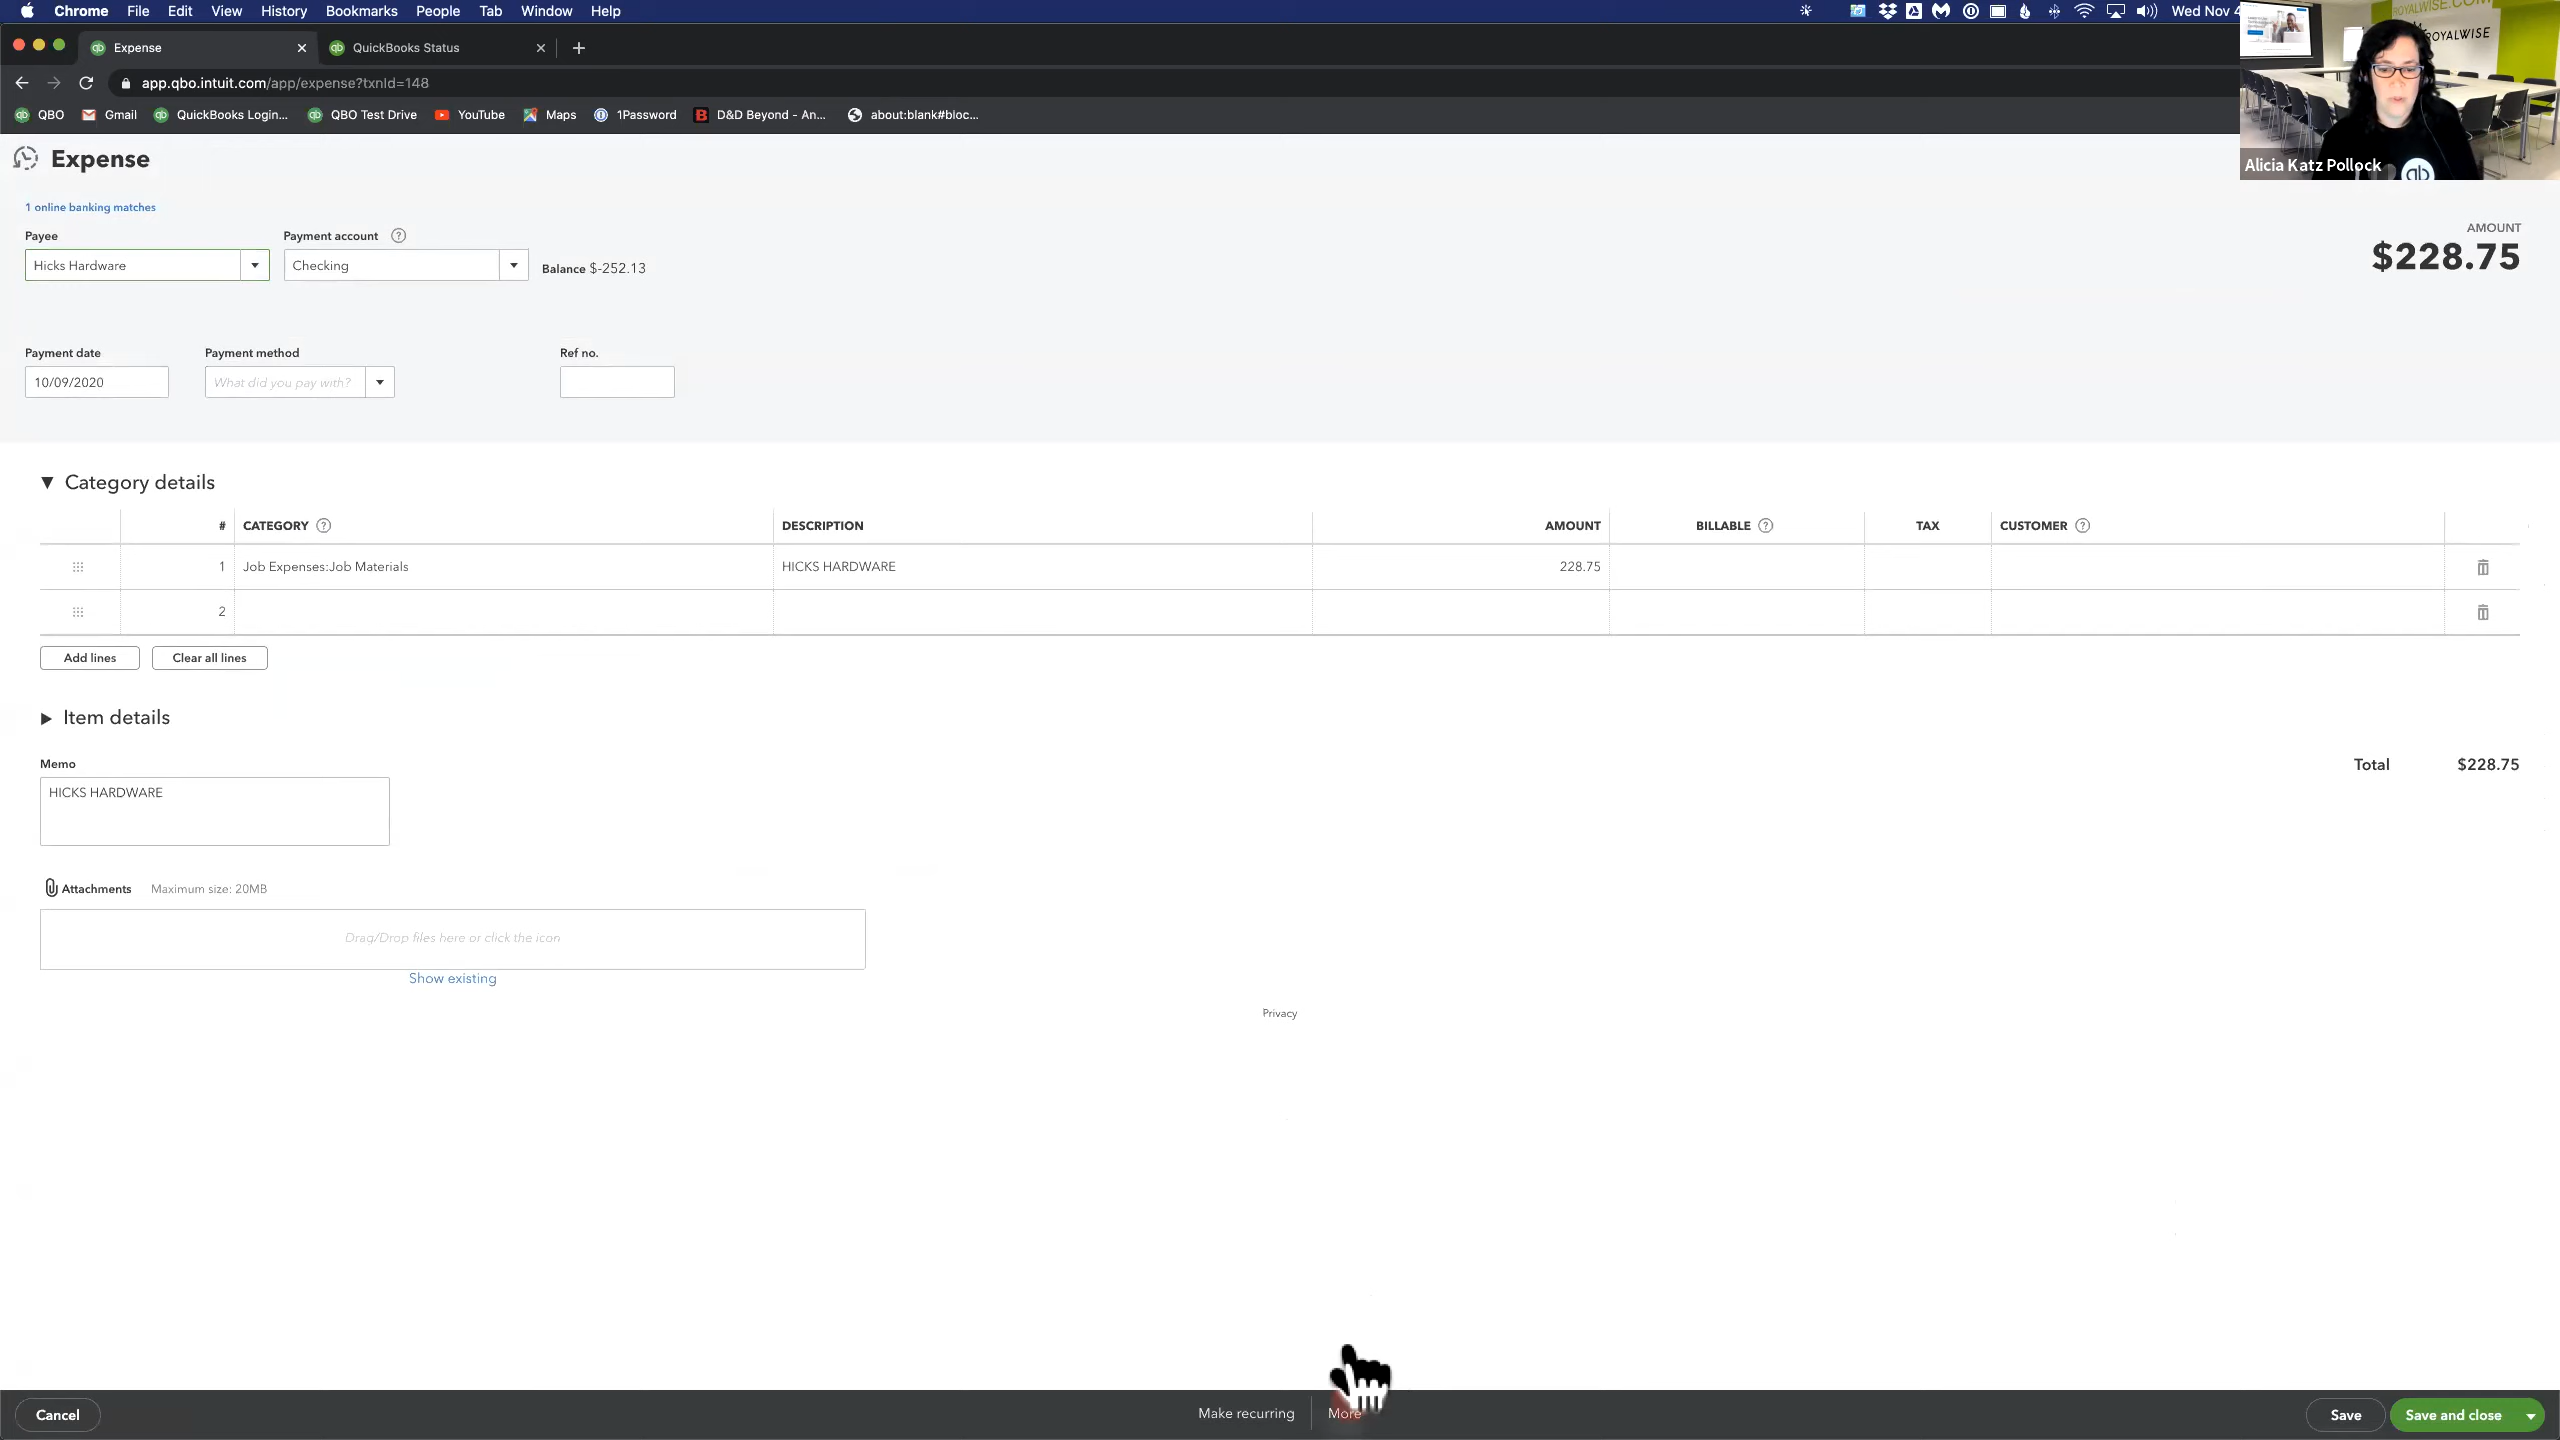 Chrome File Edit View History Bookmarks People Tab Window Help
Wed Nov 4
Expense
QuickBooks Status
app.qbo.intuit.com/app/expense?txnId=148
QBO
Gmail
QuickBooks Login...
QBO Test Drive
YouTube
Maps
1Password
D&D Beyond - An...
about:blank#bloc...
ROYALWISE.COM
ROYALWISE
Alicia Katz Pollock
qb
Expense
1 online banking matches
Payee
Payment account
Hicks Hardware
Checking
Balance $-252.13
AMOUNT
$228.75
Payment date
Payment method
Ref no.
10/09/2020
What did you pay with?
Category details
# CATEGORY DESCRIPTION AMOUNT BILLABLE TAX CUSTOMER
1 Job Expenses:Job Materials HICKS HARDWARE 228.75
2
Add lines
Clear all lines
Item details
Memo
Total $228.75
HICKS HARDWARE
Attachments Maximum size: 20MB
Drag/Drop files here or click the icon
Show existing
Privacy
Cancel
Make recurring
More
Save
Save and close